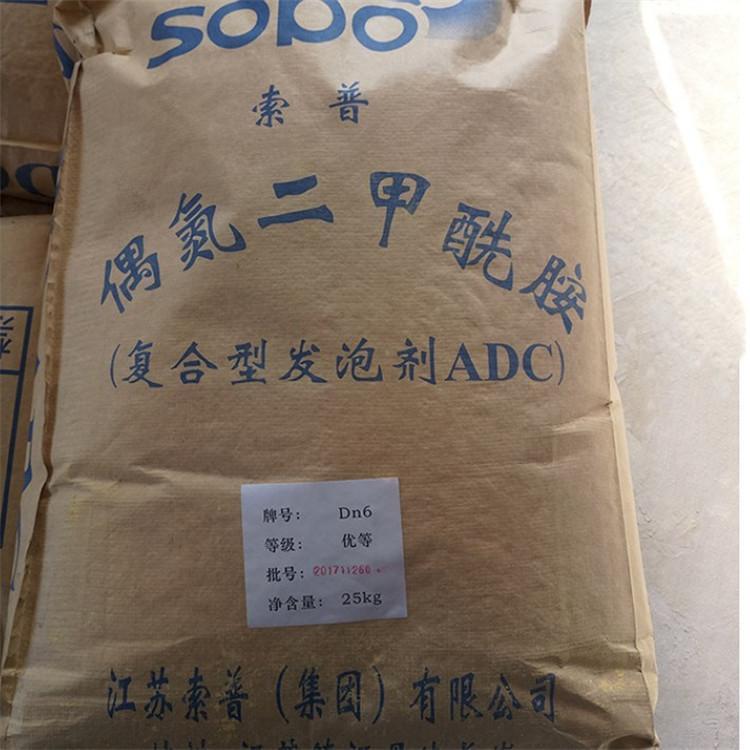 sopo
索普
偶氮二甲酰胺
(复合型发泡剂ADC)
牌号: Dn6
等级: 优等
批号: 201711260
净含量: 25kg
江苏索普(集团)有限公司